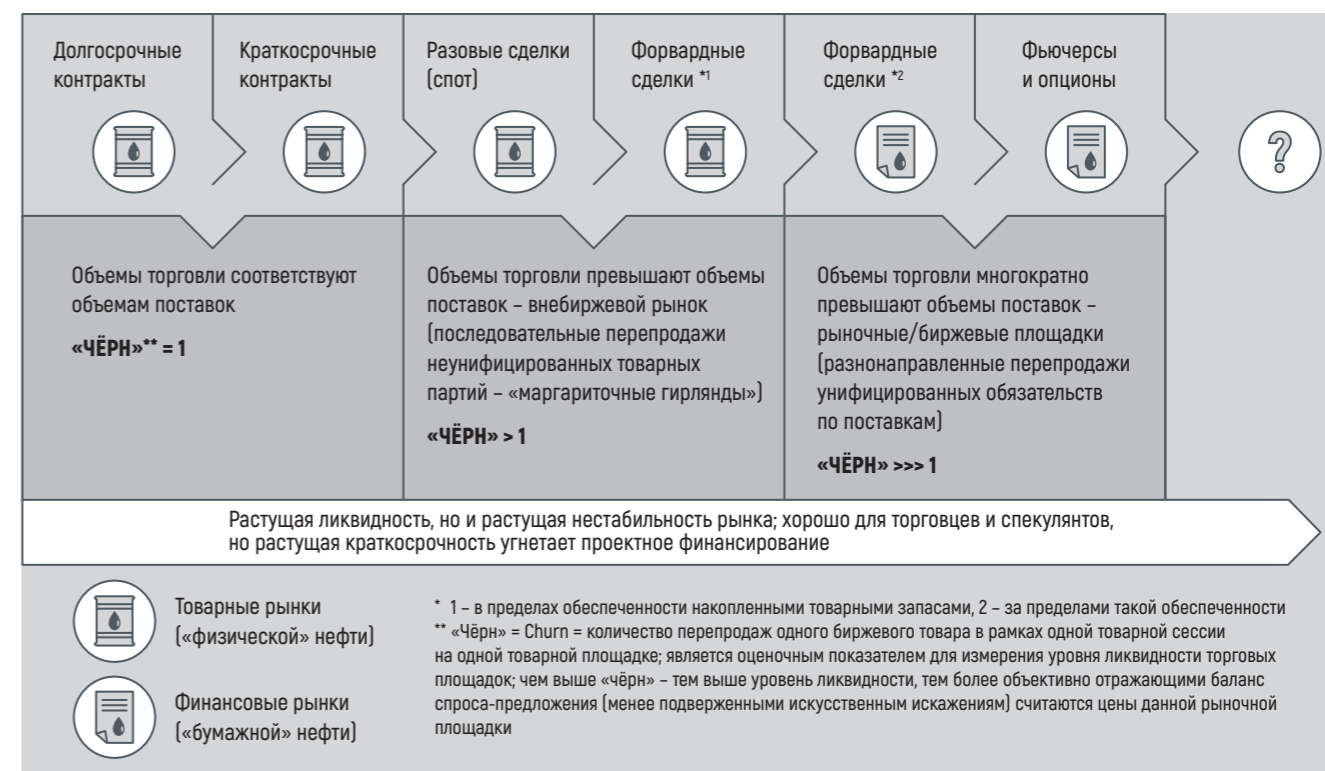 Долгосрочные
контракты
Краткосрочные
контракты
Разовые сделки
(спот)
Форвардные
сделки *1
Форвардные
сделки *2
Фьючерсы
и опционы
?
Объемы торговли соответствуют
объемам поставок
«ЧЁРН»** = 1
Объемы торговли превышают объемы
поставок – внебиржевой рынок
(последовательные перепродажи
неунифицированных товарных
партий – «маргариточные гирлянды»)
«ЧЁРН» > 1
Объемы торговли многократно
превышают объемы поставок –
рыночные/биржевые площадки
(разнонаправленные перепродажи
унифицированных обязательств
по поставкам)
«ЧЁРН» >>> 1
Растущая ликвидность, но и растущая нестабильность рынка; хорошо для торговцев и спекулянтов,
но растущая краткосрочность угнетает проектное финансирование
Товарные рынки
(«физической» нефти)
Финансовые рынки
(«бумажной» нефти)
* 1 – в пределах обеспеченности накопленными товарными запасами, 2 – за пределами такой обеспеченности
** «Чёрн» = Churn = количество перепродаж одного биржевого товара в рамках одной товарной сессии
на одной товарной площадке; является оценочным показателем для измерения уровня ликвидности торговых
площадок; чем выше «чёрн» – тем выше уровень ликвидности, тем более объективно отражающими баланс
спроса-предложения (менее подверженными искусственным искажениям) считаются цены данной рыночной
площадки